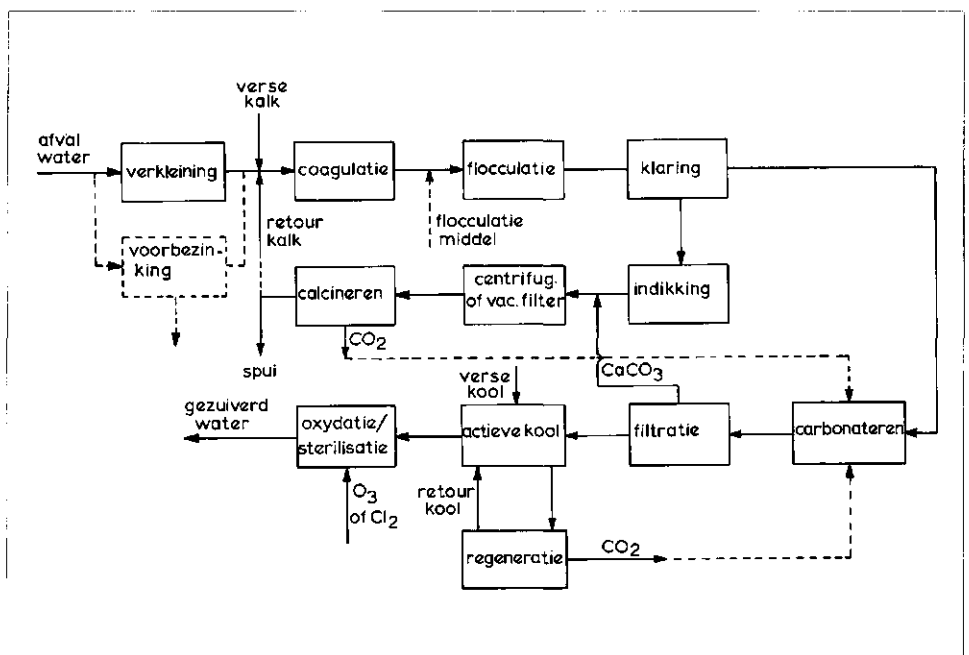 verse
kalk
afval
water
verkleining
coagulatie
flocculatie
klaring
retour
kalk
flocculatie
middel
voorbezin-
king
calcineren
centrifug.
of vac. filter
indikking
CO2
spui
CaCO3
verse
kool
gezuiverd
water
oxydatie/
sterilisatie
actieve kool
filtratie
carbonateren
O3
of Cl2
retour
kool
regeneratie
CO2